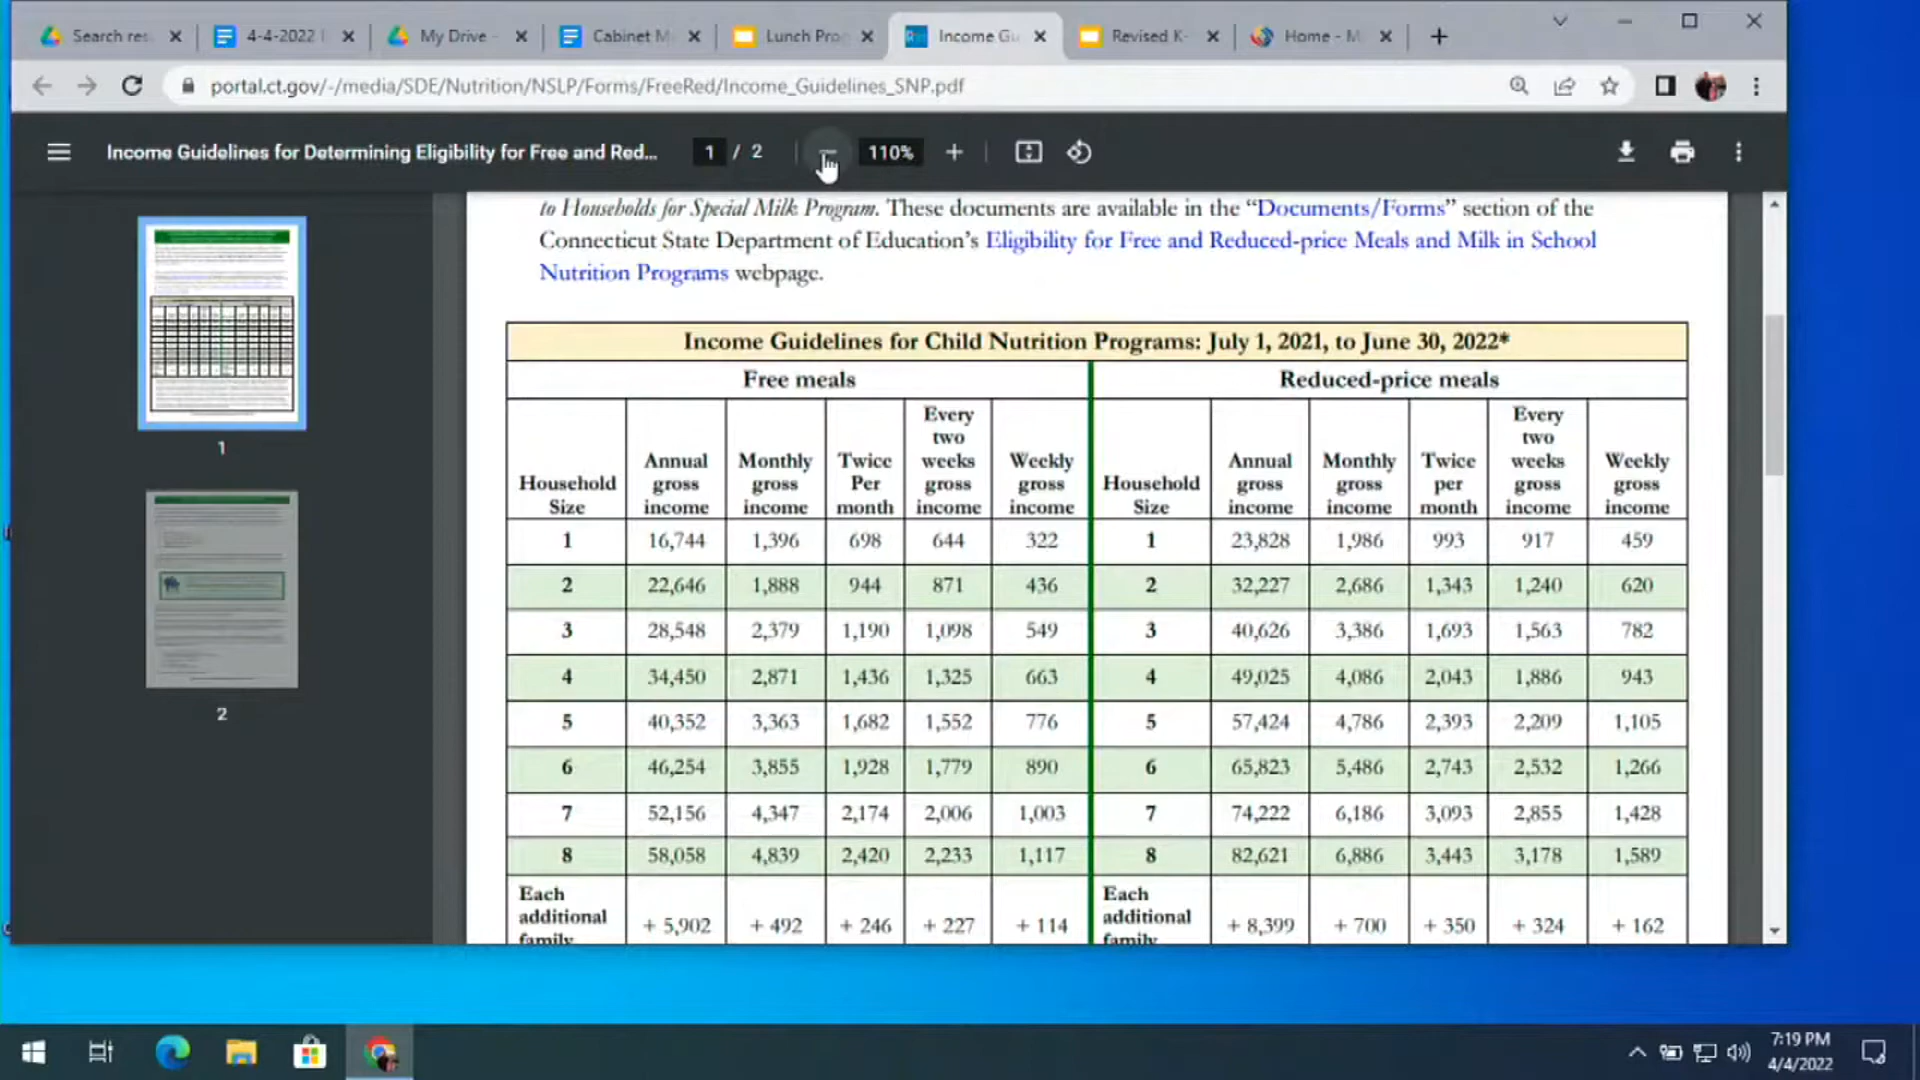 Search res
4-4-2022
My Drive -
Cabinet M
Lunch Pro
Income Gu
Revised K-
Home - M
portal.ct.gov/-/media/SDE/Nutrition/NSLP/Forms/FreeRed/Income_Guidelines_SNP.pdf
Income Guidelines for Determining Eligibility for Free and Red...
1 / 2
110%
to Households for Special Milk Program. These documents are available in the “Documents/Forms” section of the
Connecticut State Department of Education’s Eligibility for Free and Reduced-price Meals and Milk in School
Nutrition Programs webpage.
1
2
Income Guidelines for Child Nutrition Programs: July 1, 2021, to June 30, 2022*
Free meals Reduced-price meals
Household Size Annual gross income Monthly gross income Twice Per month Every two weeks gross income Weekly gross income Household Size Annual gross income Monthly gross income Twice per month Every two weeks gross income Weekly gross income
1 16,744 1,396 698 644 322 1 23,828 1,986 993 917 459
2 22,646 1,888 944 871 436 2 32,227 2,686 1,343 1,240 620
3 28,548 2,379 1,190 1,098 549 3 40,626 3,386 1,693 1,563 782
4 34,450 2,871 1,436 1,325 663 4 49,025 4,086 2,043 1,886 943
5 40,352 3,363 1,682 1,552 776 5 57,424 4,786 2,393 2,209 1,105
6 46,254 3,855 1,928 1,779 890 6 65,823 5,486 2,743 2,532 1,266
7 52,156 4,347 2,174 2,006 1,003 7 74,222 6,186 3,093 2,855 1,428
8 58,058 4,839 2,420 2,233 1,117 8 82,621 6,886 3,443 3,178 1,589
Each additional family + 5,902 + 492 + 246 + 227 + 114 Each additional family + 8,399 + 700 + 350 + 324 + 162
7:19 PM
4/4/2022